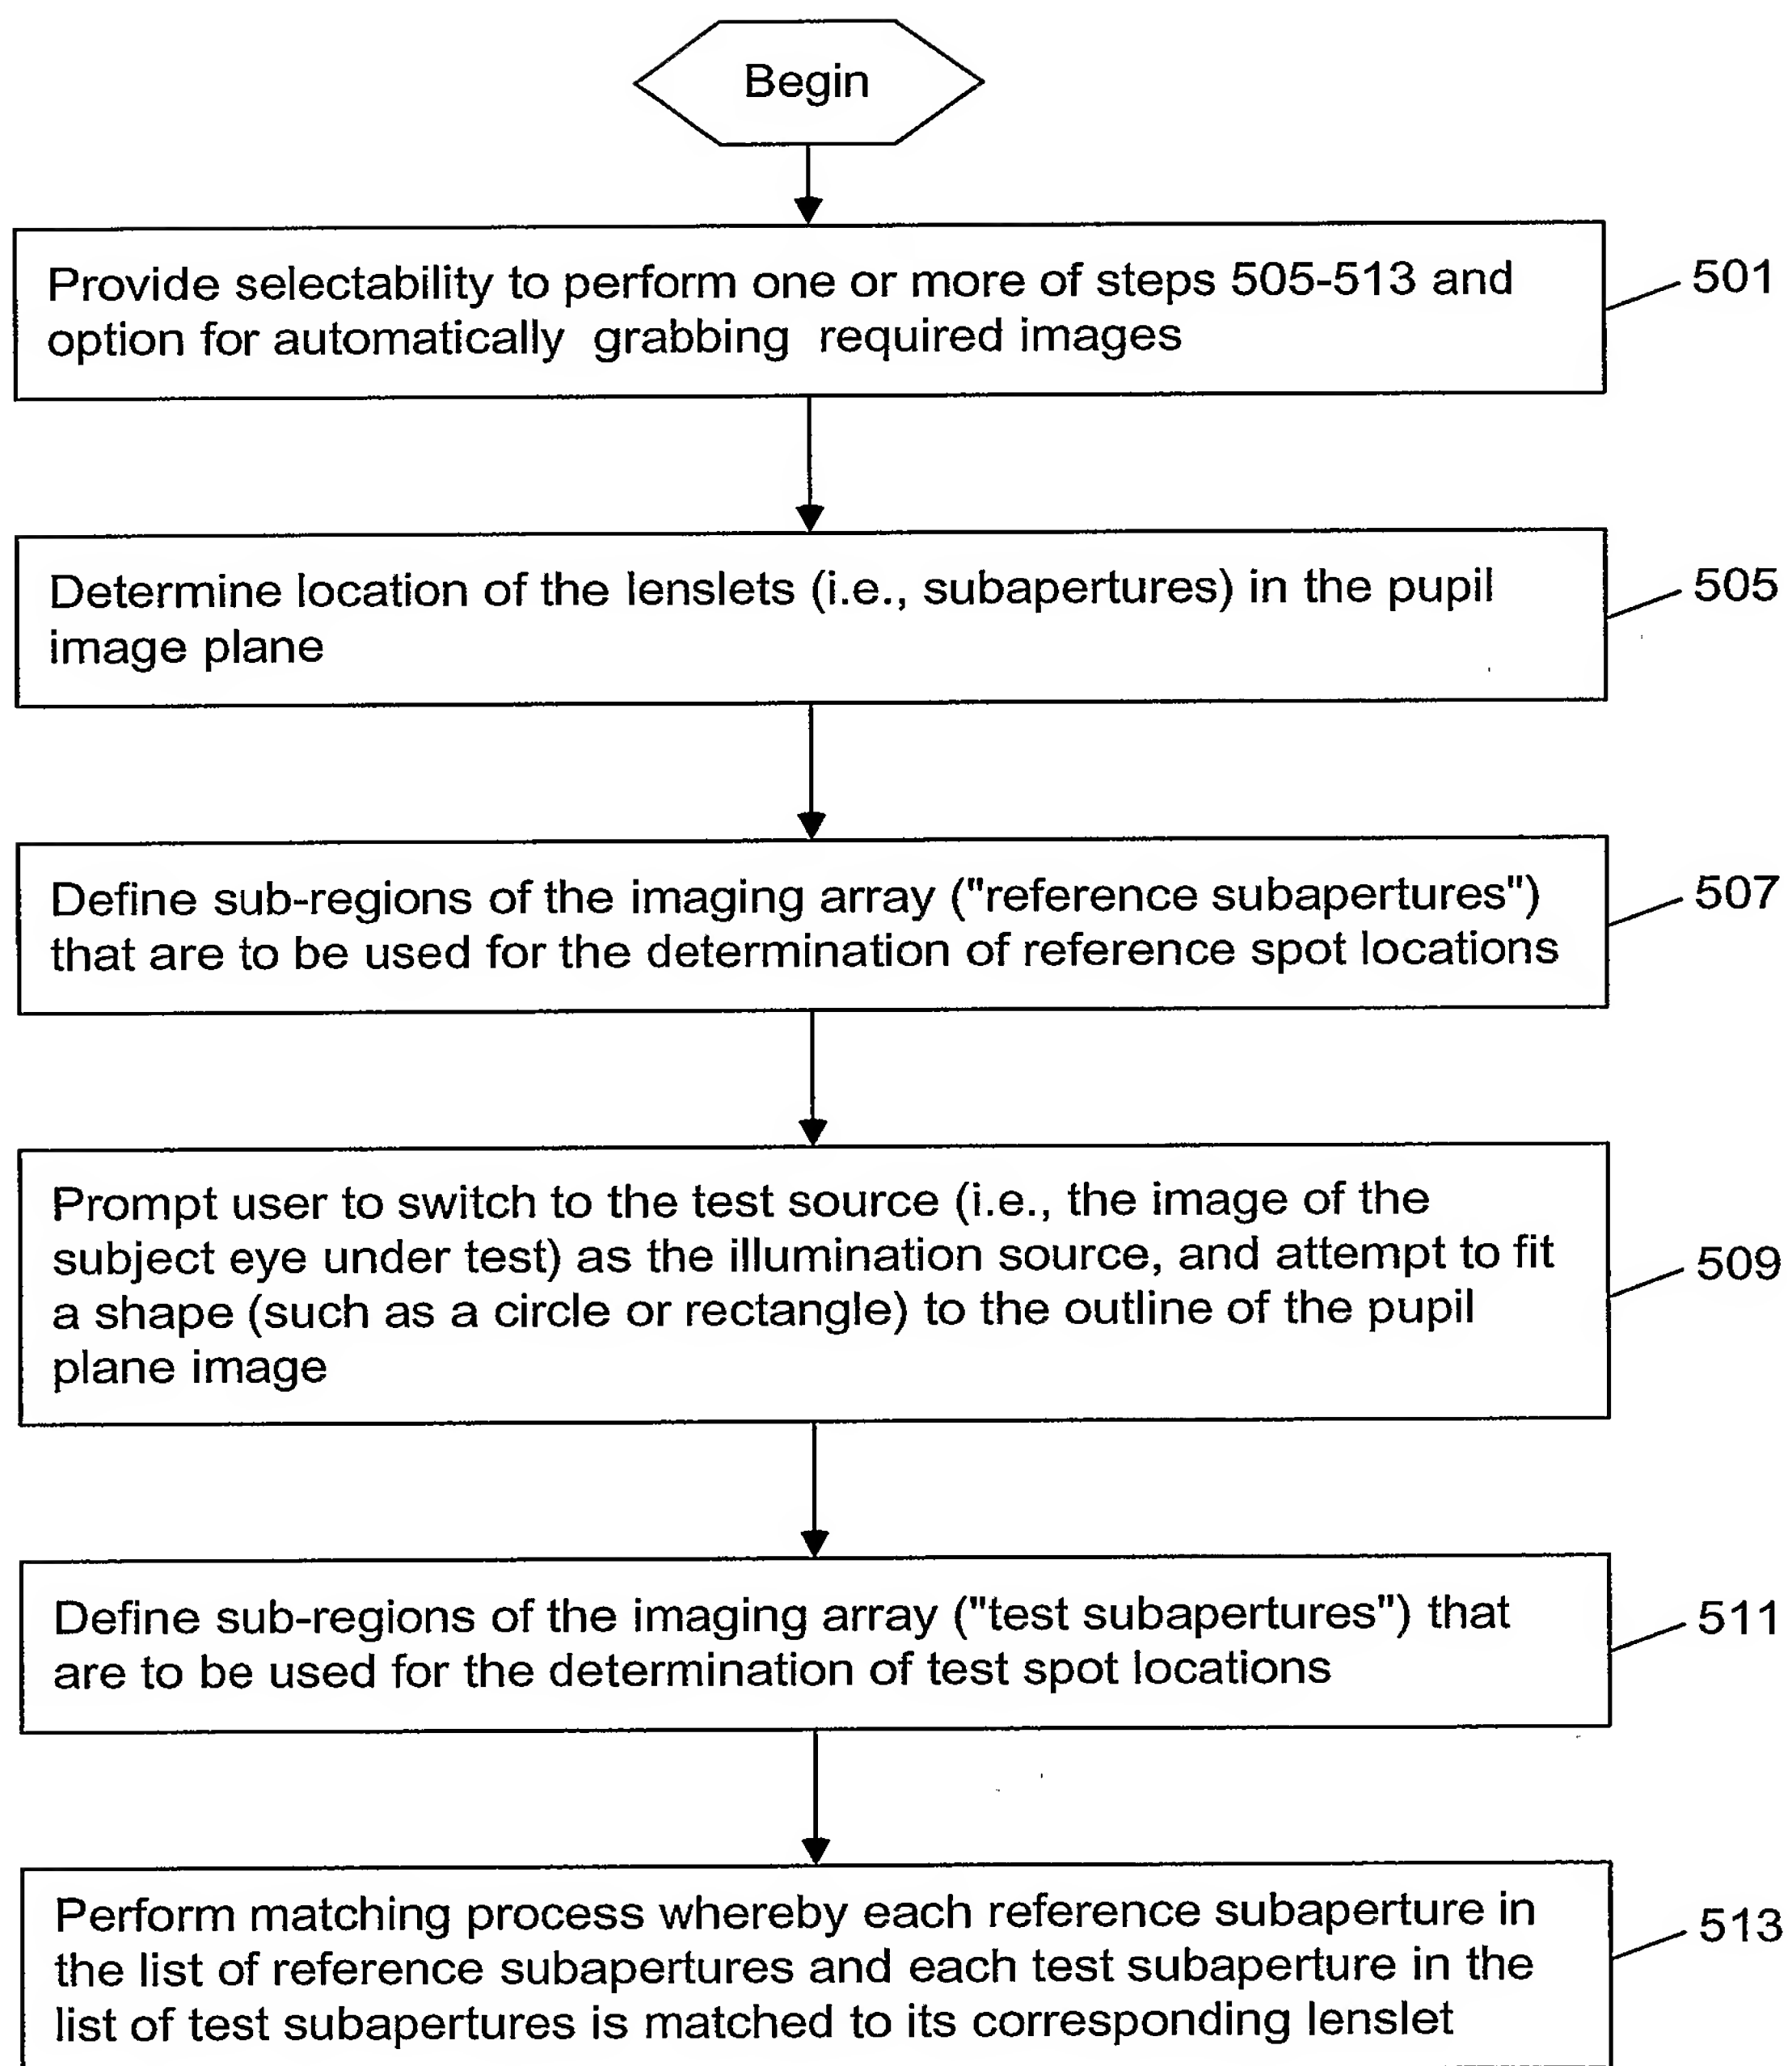 Begin
Provide selectability to perform one or more of steps 505-513 and
option for automatically grabbing required images
501
Determine location of the lenslets (i.e., subapertures) in the pupil
image plane
505
Define sub-regions of the imaging array ("reference subapertures")
that are to be used for the determination of reference spot locations
507
Prompt user to switch to the test source (i.e., the image of the
subject eye under test) as the illumination source, and attempt to fit
a shape (such as a circle or rectangle) to the outline of the pupil
plane image
509
Define sub-regions of the imaging array ("test subapertures") that
are to be used for the determination of test spot locations
511
Perform matching process whereby each reference subaperture in
the list of reference subapertures and each test subaperture in the
list of test subapertures is matched to its corresponding lenslet
513